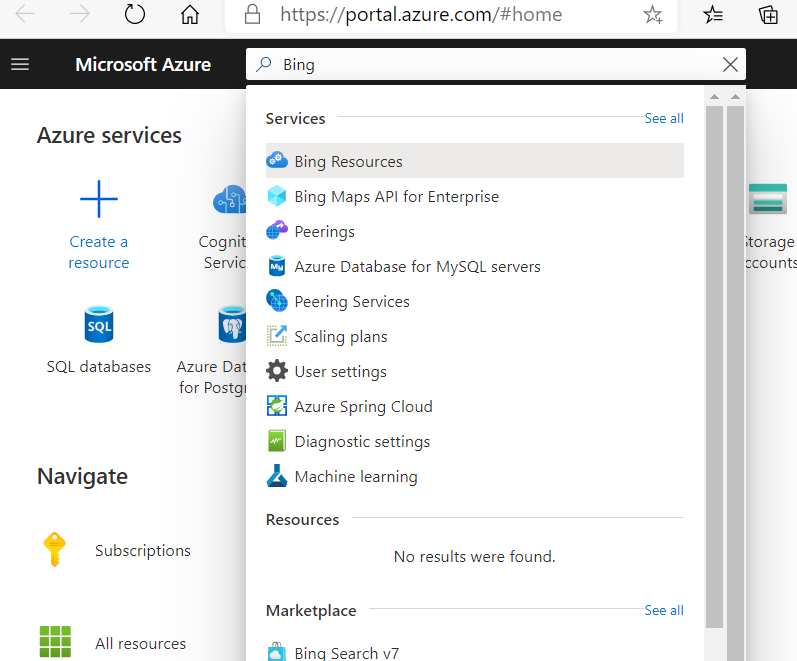 https://portal.azure.com/#home
Microsoft Azure
Bing
Azure services
Services
See all
Bing Resources
Bing Maps API for Enterprise
Peerings
Azure Database for MySQL servers
Peering Services
Scaling plans
User settings
Azure Spring Cloud
Diagnostic settings
Machine learning
Resources
No results were found.
Marketplace
See all
Bing Search v7
Create a
resource
Cognit
Servic
Storage
ccounts
SQL
SQL databases
Azure Dat
for Postgr
Navigate
Subscriptions
All resources